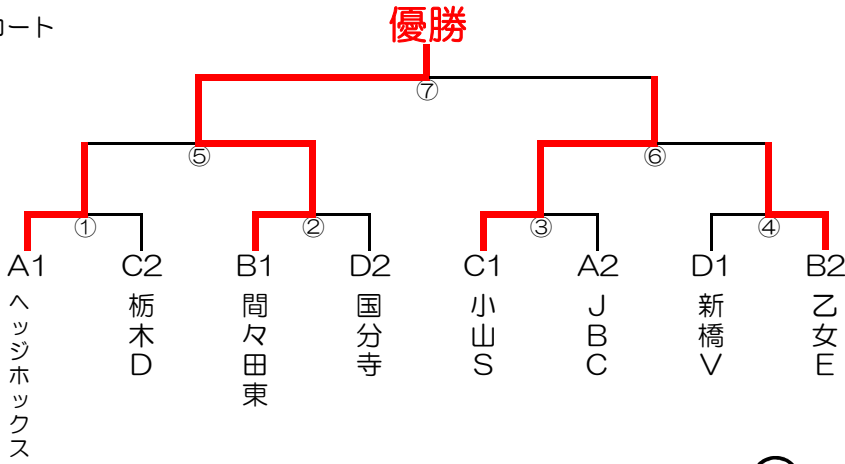 コート
優勝
⑦
⑤
⑥
①
②
③
④
A1 C2 B1 D2 C1 A2 D1 B2
ヘッジホックス
栃木D
間々田東
国分寺
小山S
JBC
新橋V
乙女E